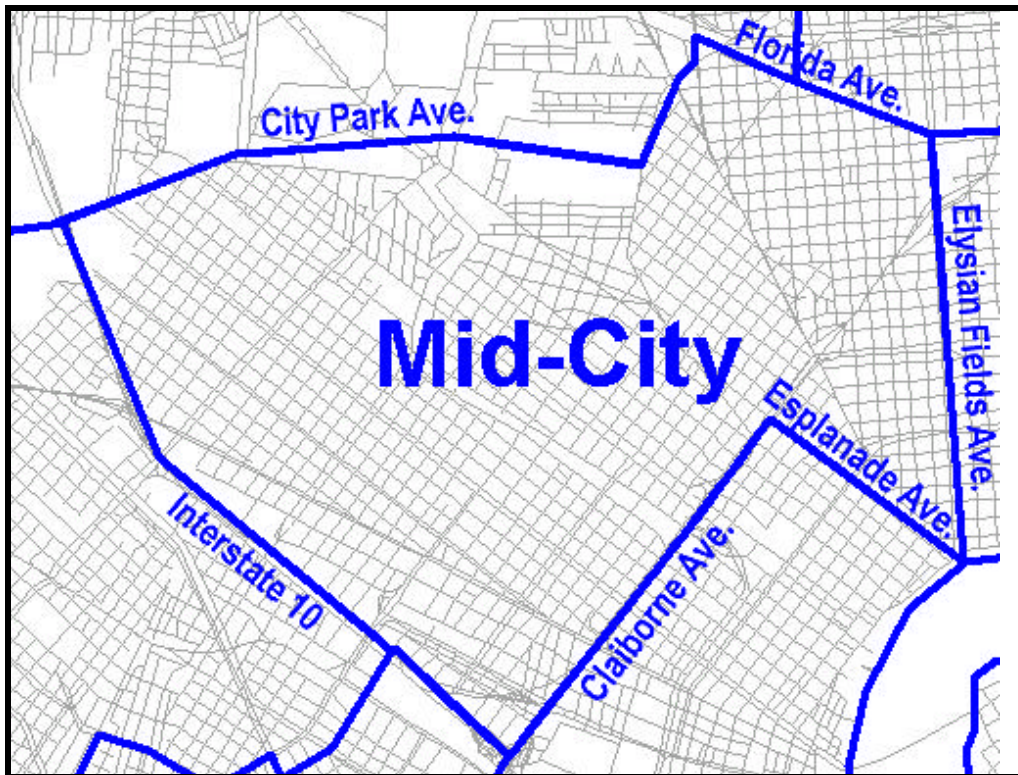 Florida Ave.
City Park Ave.
Elysian Fields Ave.
Mid-City
Esplanade Ave.
Interstate 10
Claiborne Ave.